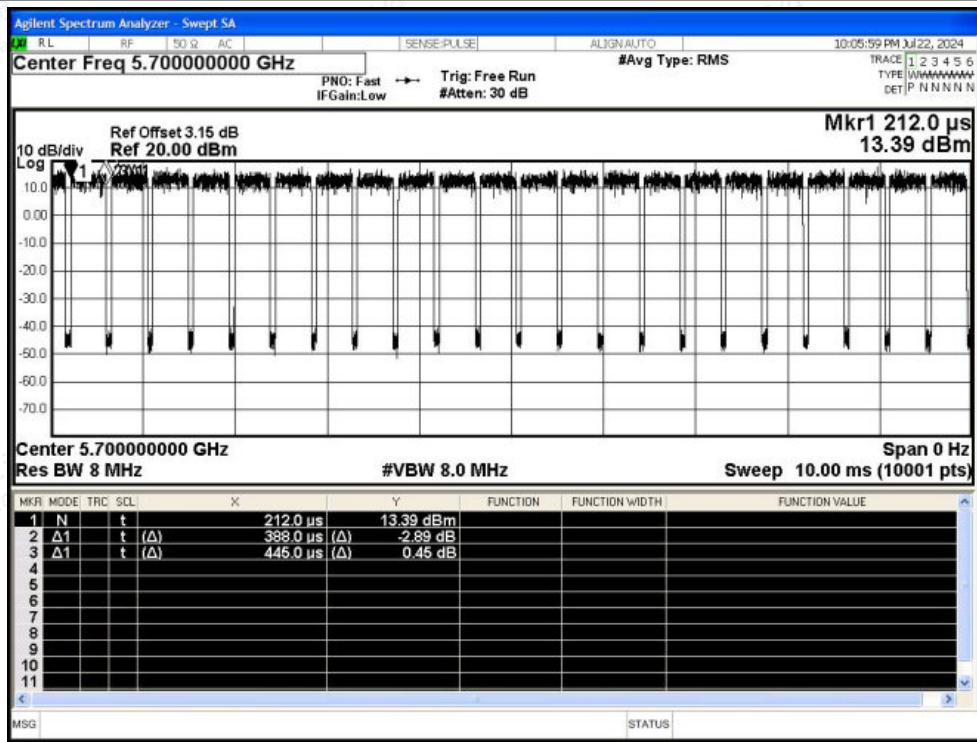 Agilent Spectrum Analyzer - Swept SA
RL RF 50 Ω AC SENSE:PULSE ALIGNAUTO 10:05:59 PM Jul 22, 2024
Center Freq 5.700000000 GHz
PNO: Fast
IFGain:Low
Trig: Free Run
#Atten: 30 dB
#Avg Type: RMS
TRACE 1 2 3 4 5 6
TYPE
DET P N N N N N
Mkr1 212.0 µs
13.39 dBm
Ref Offset 3.15 dB
10 dB/div Ref 20.00 dBm
Log
1
10.0
0.00
-10.0
-20.0
-30.0
-40.0
-50.0
-60.0
-70.0
Center 5.700000000 GHz Span 0 Hz
Res BW 8 MHz #VBW 8.0 MHz Sweep 10.00 ms (10001 pts)
MKR MODE TRC SCL X Y FUNCTION FUNCTION WIDTH FUNCTION VALUE
1 N t 212.0 µs 13.39 dBm
2 Δ1 t (Δ) 388.0 µs (Δ) -2.89 dB
3 Δ1 t (Δ) 445.0 µs (Δ) 0.45 dB
4
5
6
7
8
9
10
11
MSG STATUS